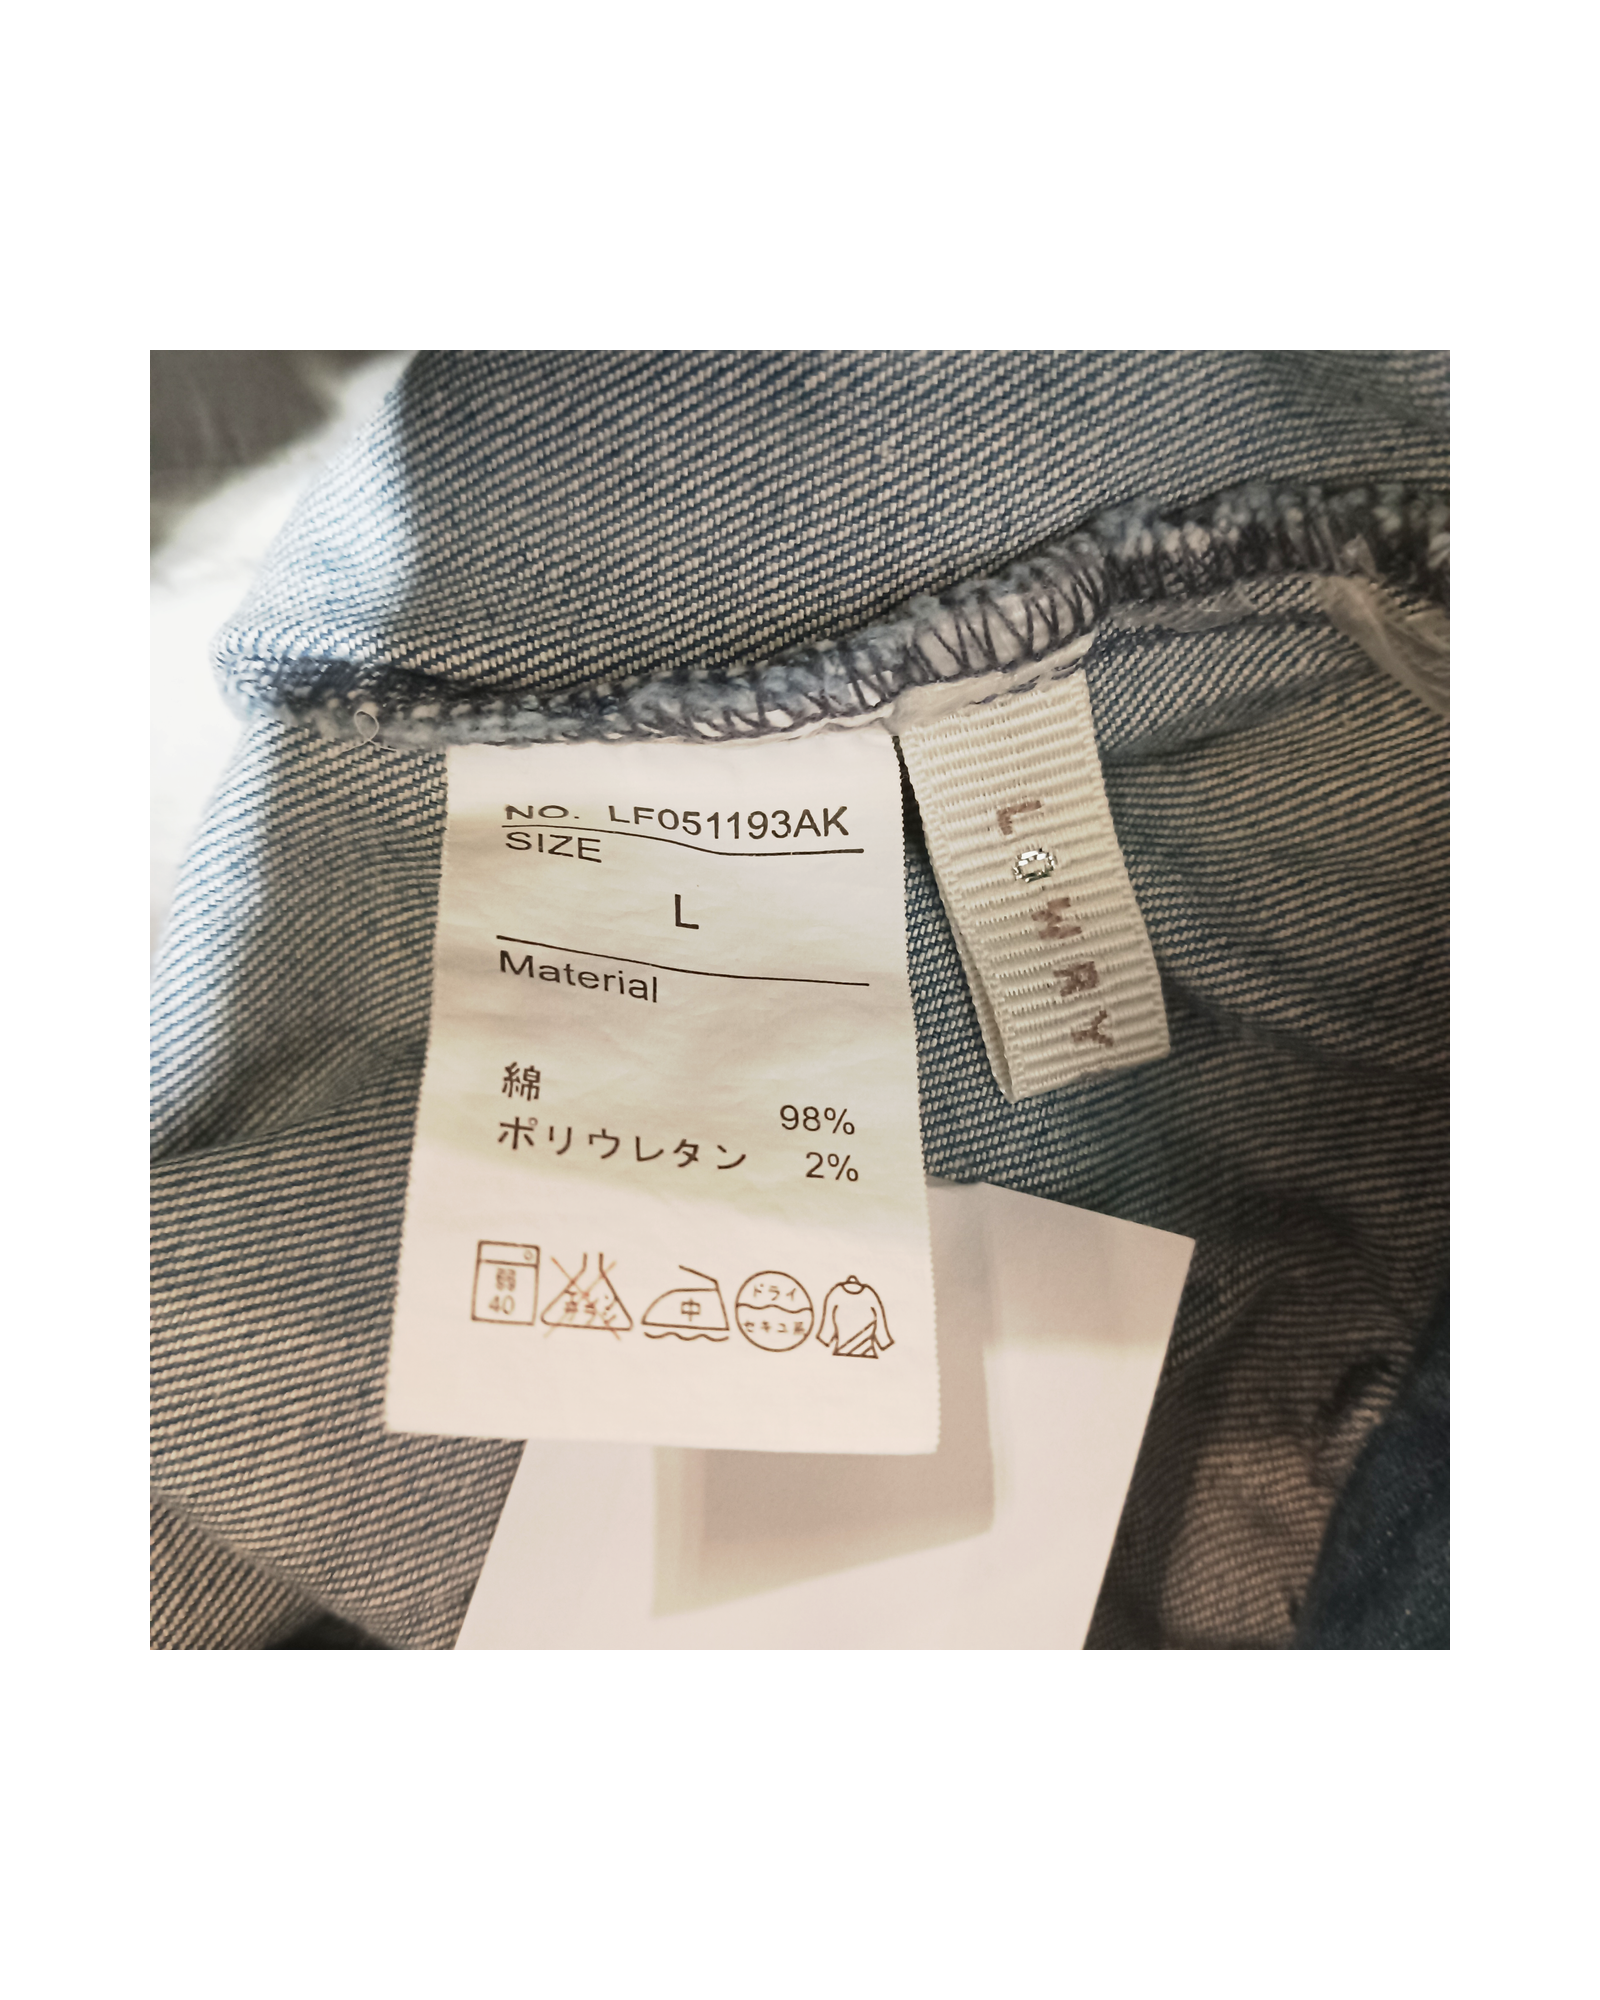 NO. LF051193AK
SIZE
L
Material
綿 98%
ポリウレタン 2%
弱
40
中
ドライ
セキユ系
LOWRY